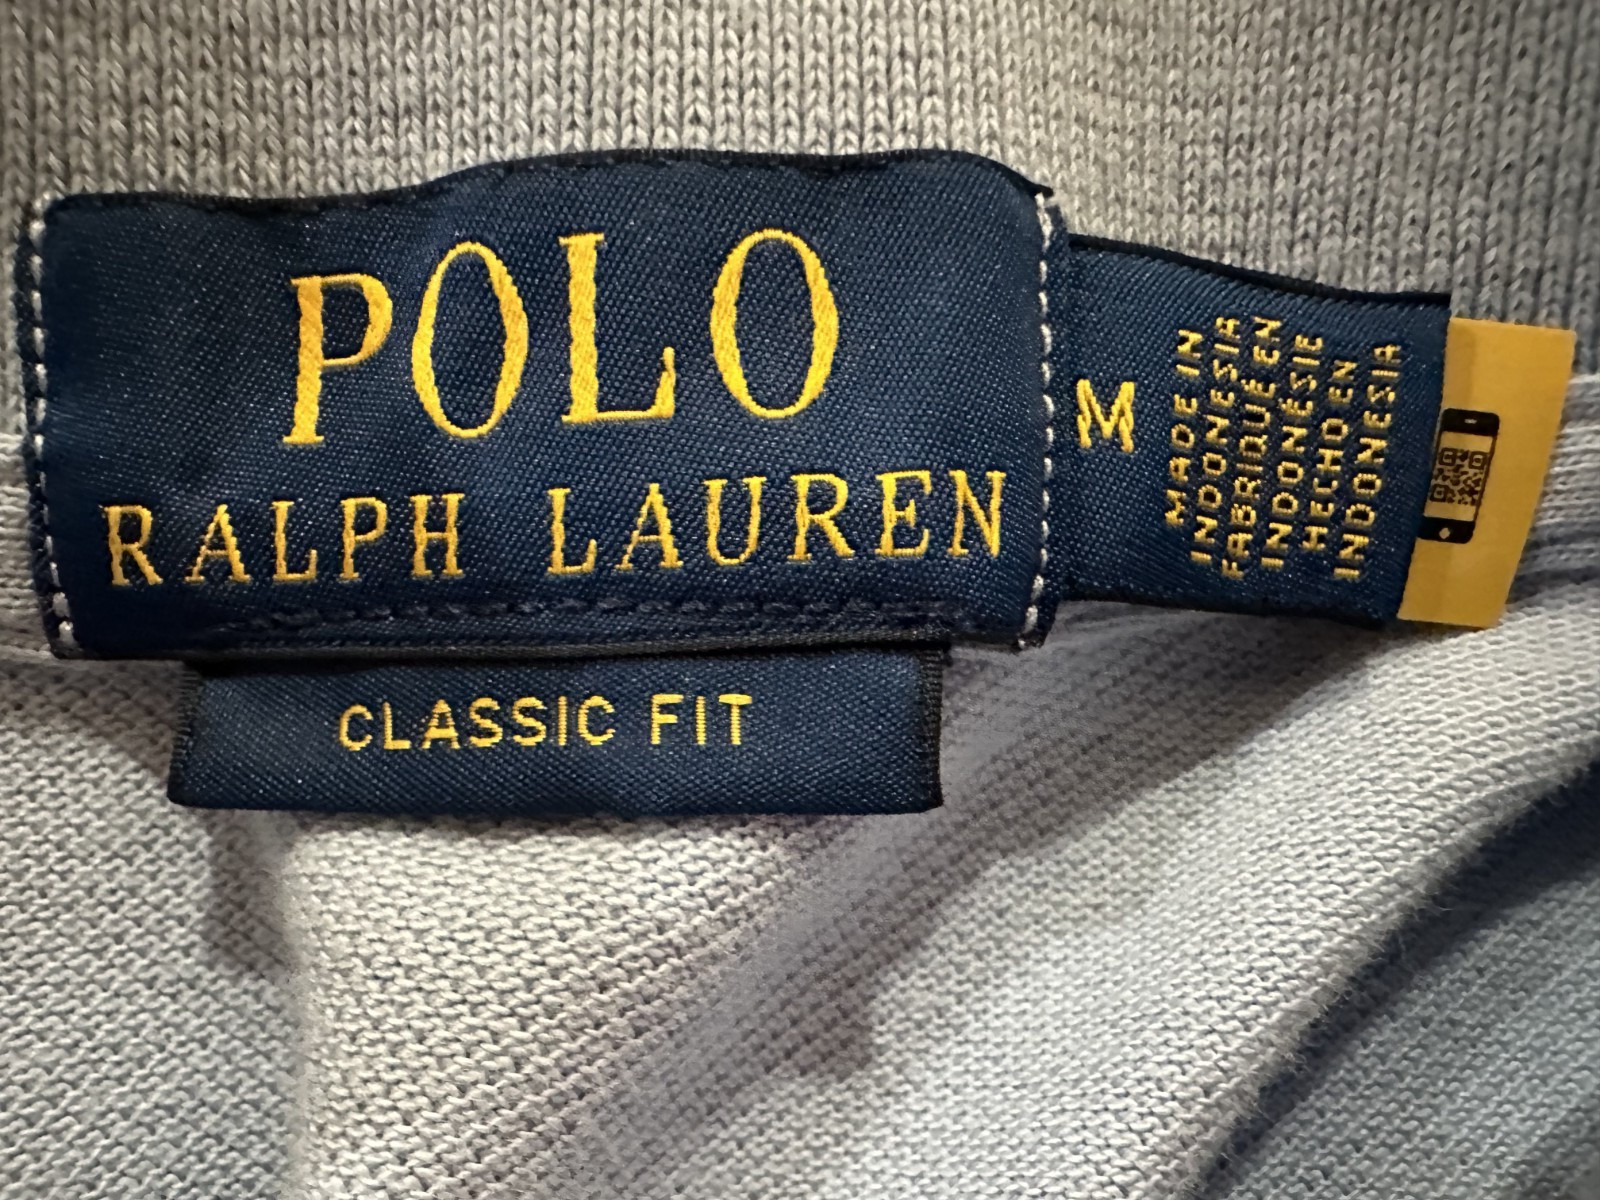 POLO
RALPH LAUREN
CLASSIC FIT
M
MADE IN
INDONESIA
FABRIQUÉ EN
INDONÉSIE
HECHO EN
INDONESIA